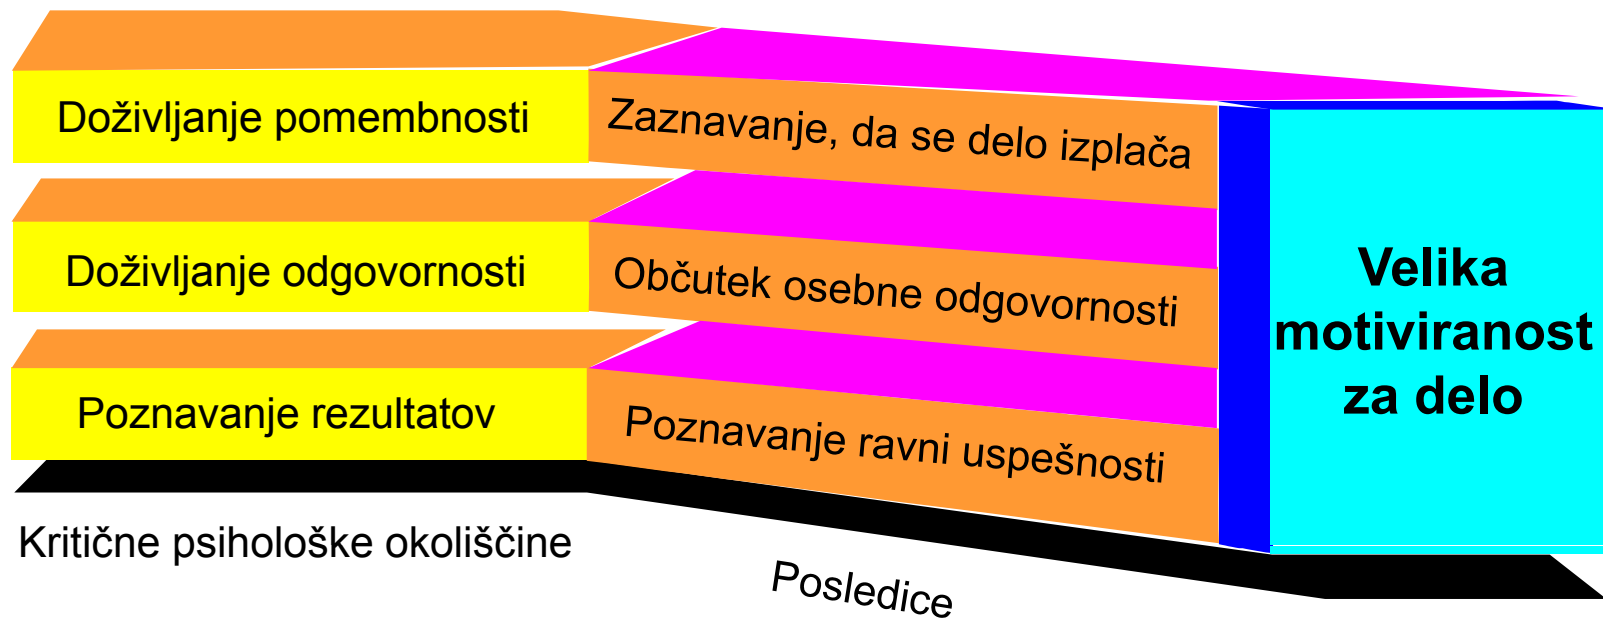 Doživljanje pomembnosti
Zaznavanje, da se delo izplača
Doživljanje odgovornosti
Občutek osebne odgovornosti
Poznavanje rezultatov
Poznavanje ravni uspešnosti
Velika
motiviranost
za delo
Kritične psihološke okoliščine
Posledice